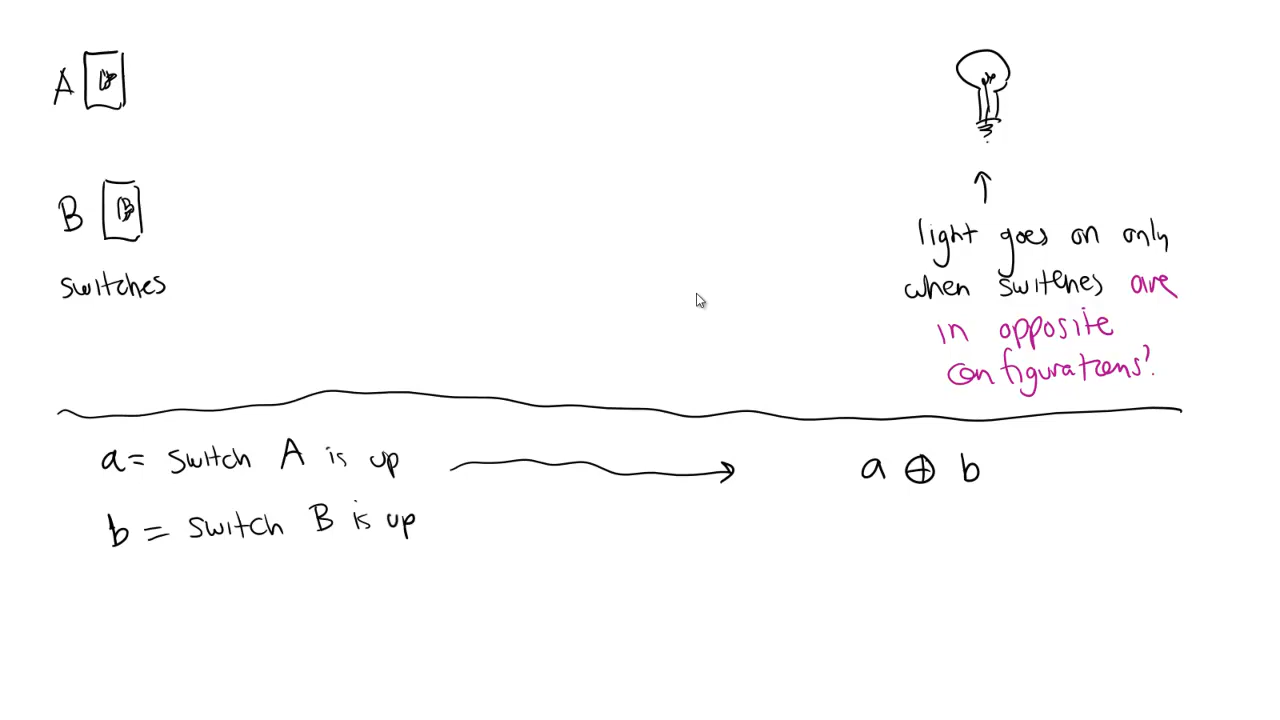 A
B
switches
light goes on only
when switches are
in opposite
configurations?
a = switch A is up
a ⊕ b
b = switch B is up